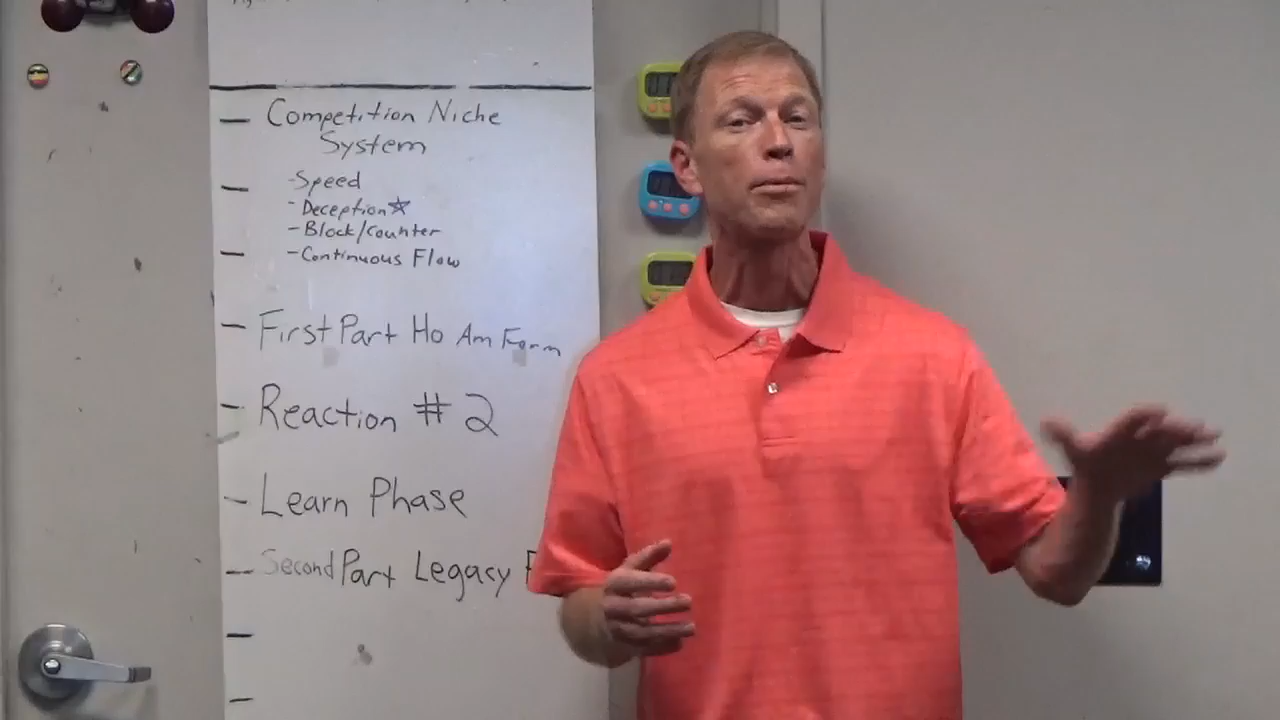 Competition Niche
System
-Speed
-Deception☆
-Block/Counter
-Continuous Flow
First Part Ho Am Form
Reaction #2
Learn Phase
Second Part Legacy